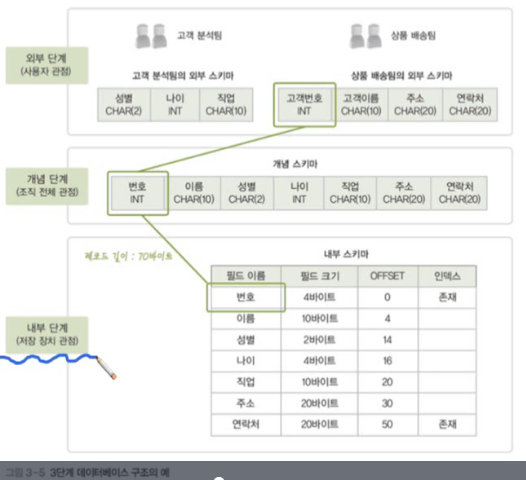 고객 분석팀
상품 배송팀
외부 단계
(사용자 관점)
고객 분석팀의 외부 스키마
상품 배송팀의 외부 스키마
성별 나이 직업
CHAR(2) INT CHAR(10)
고객번호 고객이름 주소 연락처
INT CHAR(10) CHAR(20) CHAR(20)
개념 스키마
개념 단계
(조직 전체 관점)
번호 이름 성별 나이 직업 주소 연락처
INT CHAR(10) CHAR(2) INT CHAR(10) CHAR(20) CHAR(20)
내부 스키마
레코드 길이 : 70바이트
내부 단계
(저장 장치 관점)
필드 이름 필드 크기 OFFSET 인덱스
번호 4바이트 0 존재
이름 10바이트 4
성별 2바이트 14
나이 4바이트 16
직업 10바이트 20
주소 20바이트 30
연락처 20바이트 50 존재
그림 3-5 3단계 데이터베이스 구조의 예